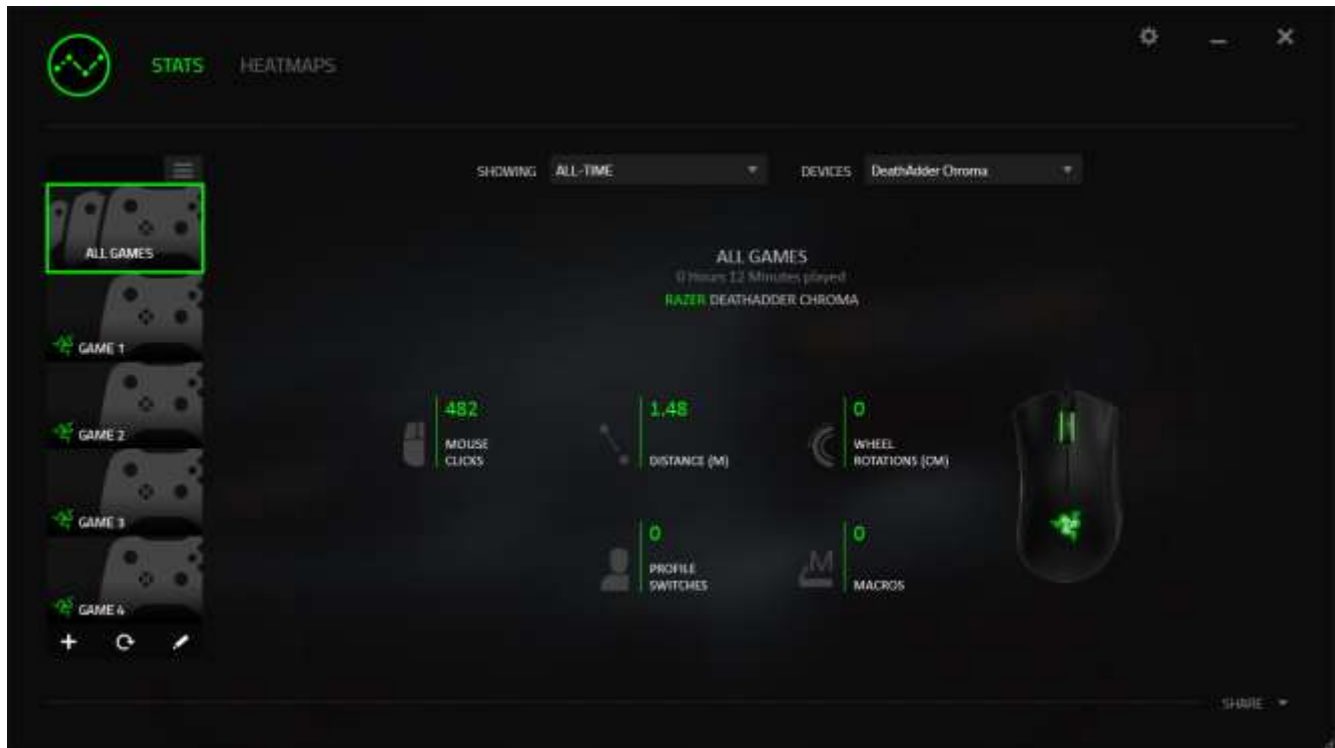 STATS HEATMAPS
SHOWING ALL-TIME DEVICES DeathAdder Chroma
ALL GAMES
GAME 1
GAME 2
GAME 3
GAME 4
ALL GAMES
0 Hours 12 Minutes played
RAZER DEATHADDER CHROMA
482
MOUSE
CLICKS
1.48
DISTANCE (M)
0
WHEEL
ROTATIONS (CM)
0
PROFILE
SWITCHES
M
0
MACROS
SHARE